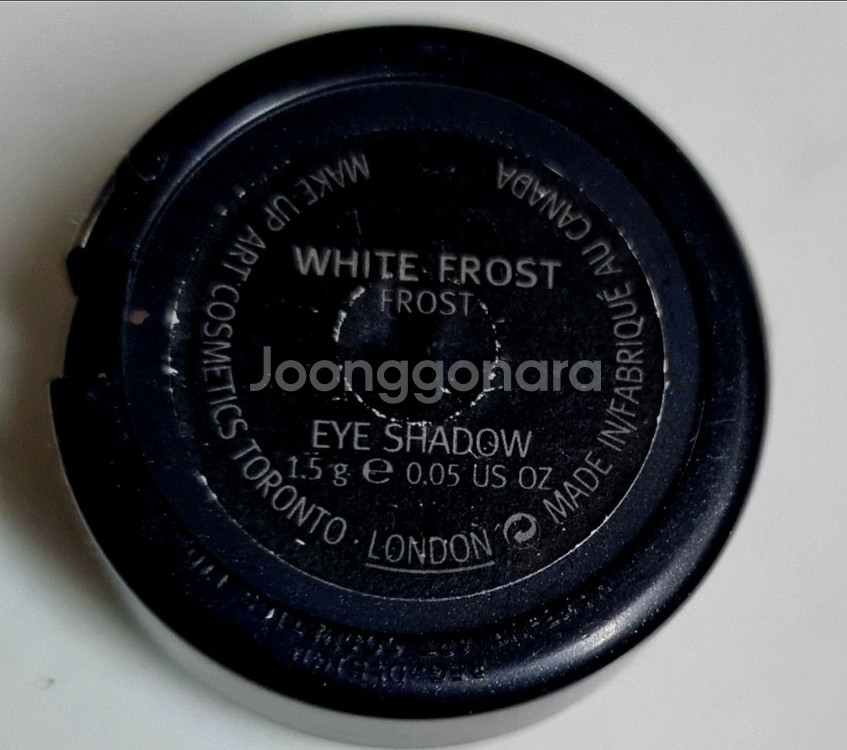 WHITE FROST
FROST
Joonggonara
EYE SHADOW
1.5 g ℮ 0.05 US OZ
MAKE UP ART COSMETICS TORONTO · LONDON
MADE IN/FABRIQUÉ AU CANADA